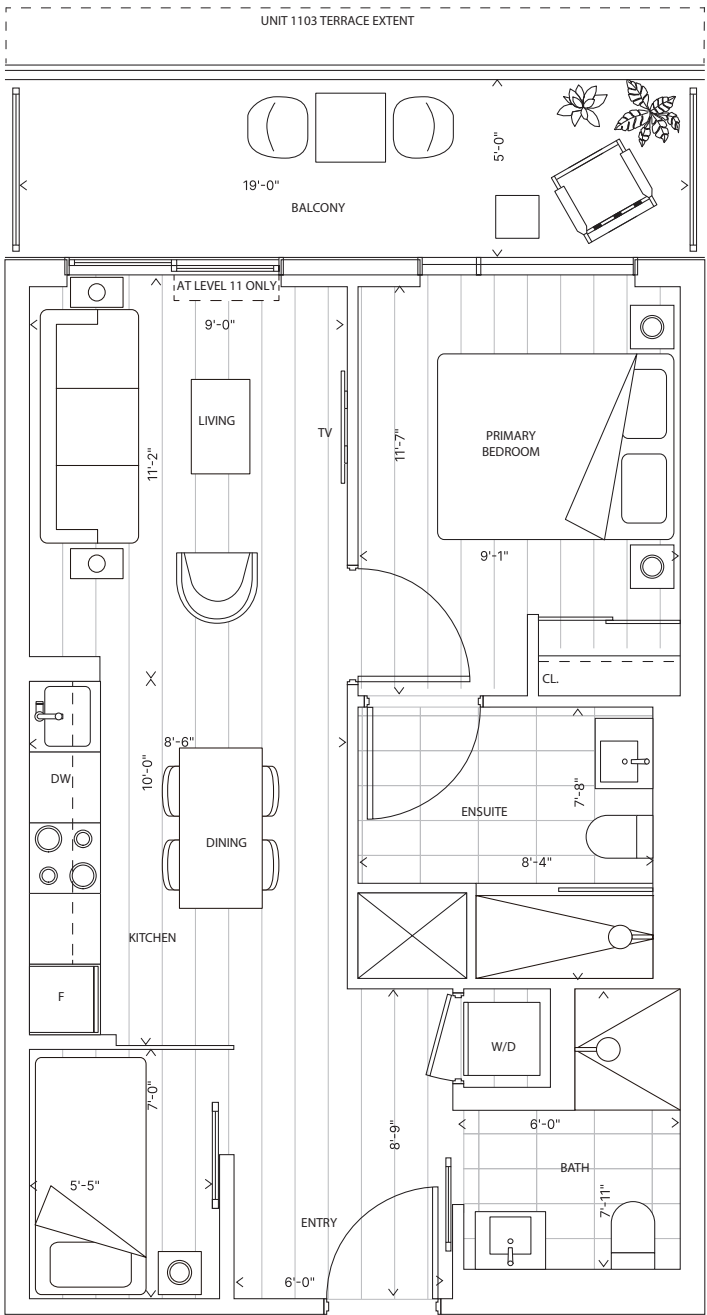 UNIT 1103 TERRACE EXTENT
5'-0"
19'-0"
BALCONY
AT LEVEL 11 ONLY
9'-0"
LIVING
TV
11'-2"
11'-7"
PRIMARY
BEDROOM
9'-1"
CL.
8'-6"
10'-0"
DW
DINING
KITCHEN
F
7'-8"
ENSUITE
8'-4"
W/D
7'-0"
5'-5"
8'-9"
ENTRY
6'-0"
6'-0"
BATH
7'-11"